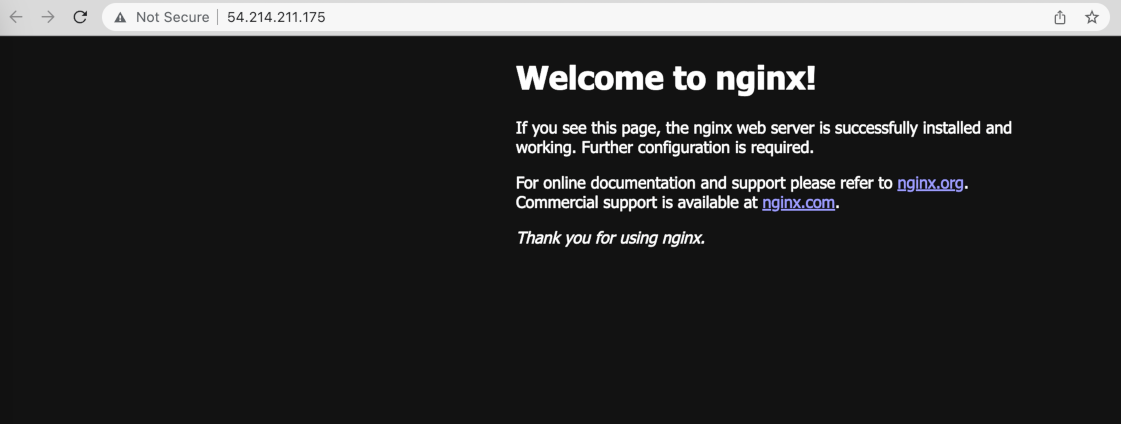 Not Secure 54.214.211.175
Welcome to nginx!
If you see this page, the nginx web server is successfully installed and
working. Further configuration is required.
For online documentation and support please refer to nginx.org.
Commercial support is available at nginx.com.
Thank you for using nginx.